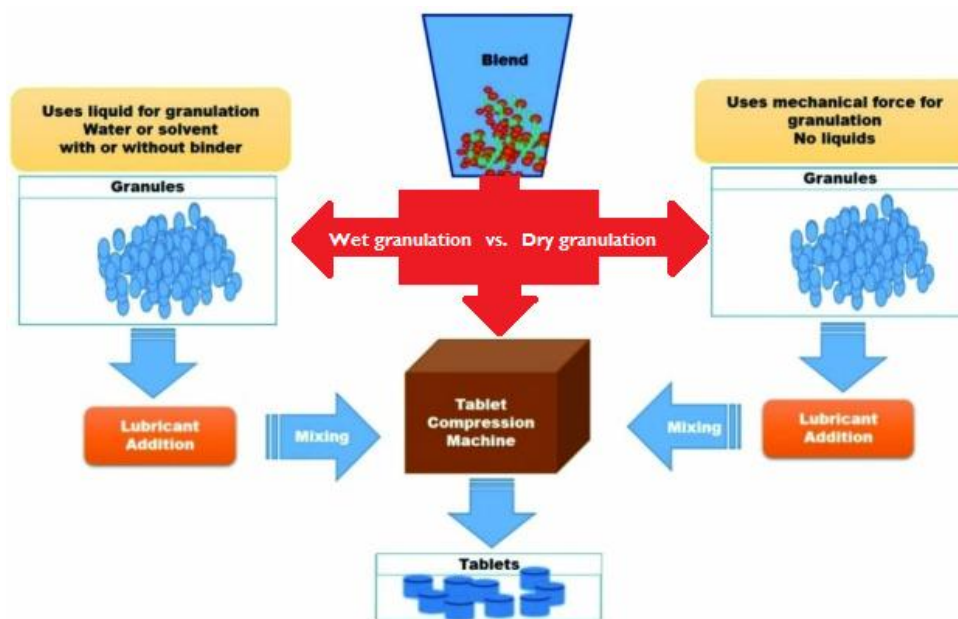 Blend
Uses liquid for granulation
Water or solvent
with or without binder
Uses mechanical force for
granulation
No liquids
Granules
Granules
Wet granulation vs. Dry granulation
Lubricant
Addition
Mixing
Tablet
Compression
Machine
Mixing
Lubricant
Addition
Tablets